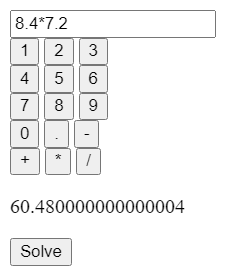 8.4*7.2
1 2 3
4 5 6
7 8 9
0 . -
+ * /
60.480000000000004
Solve